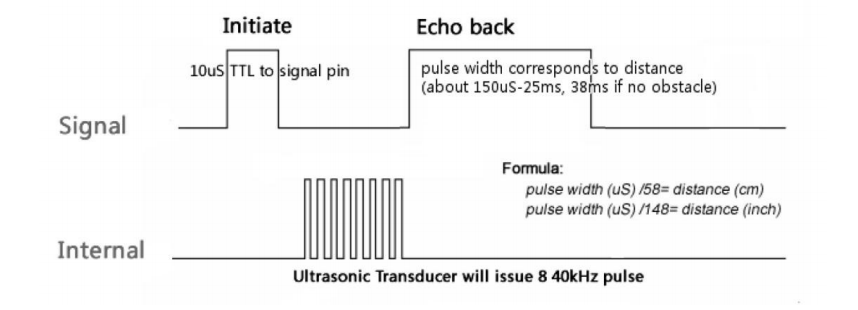 Initiate
Echo back
10uS TTL to signal pin
pulse width corresponds to distance
(about 150uS-25ms, 38ms if no obstacle)
Signal
Formula:
pulse width (uS) /58= distance (cm)
pulse width (uS) /148= distance (inch)
Internal
Ultrasonic Transducer will issue 8 40kHz pulse